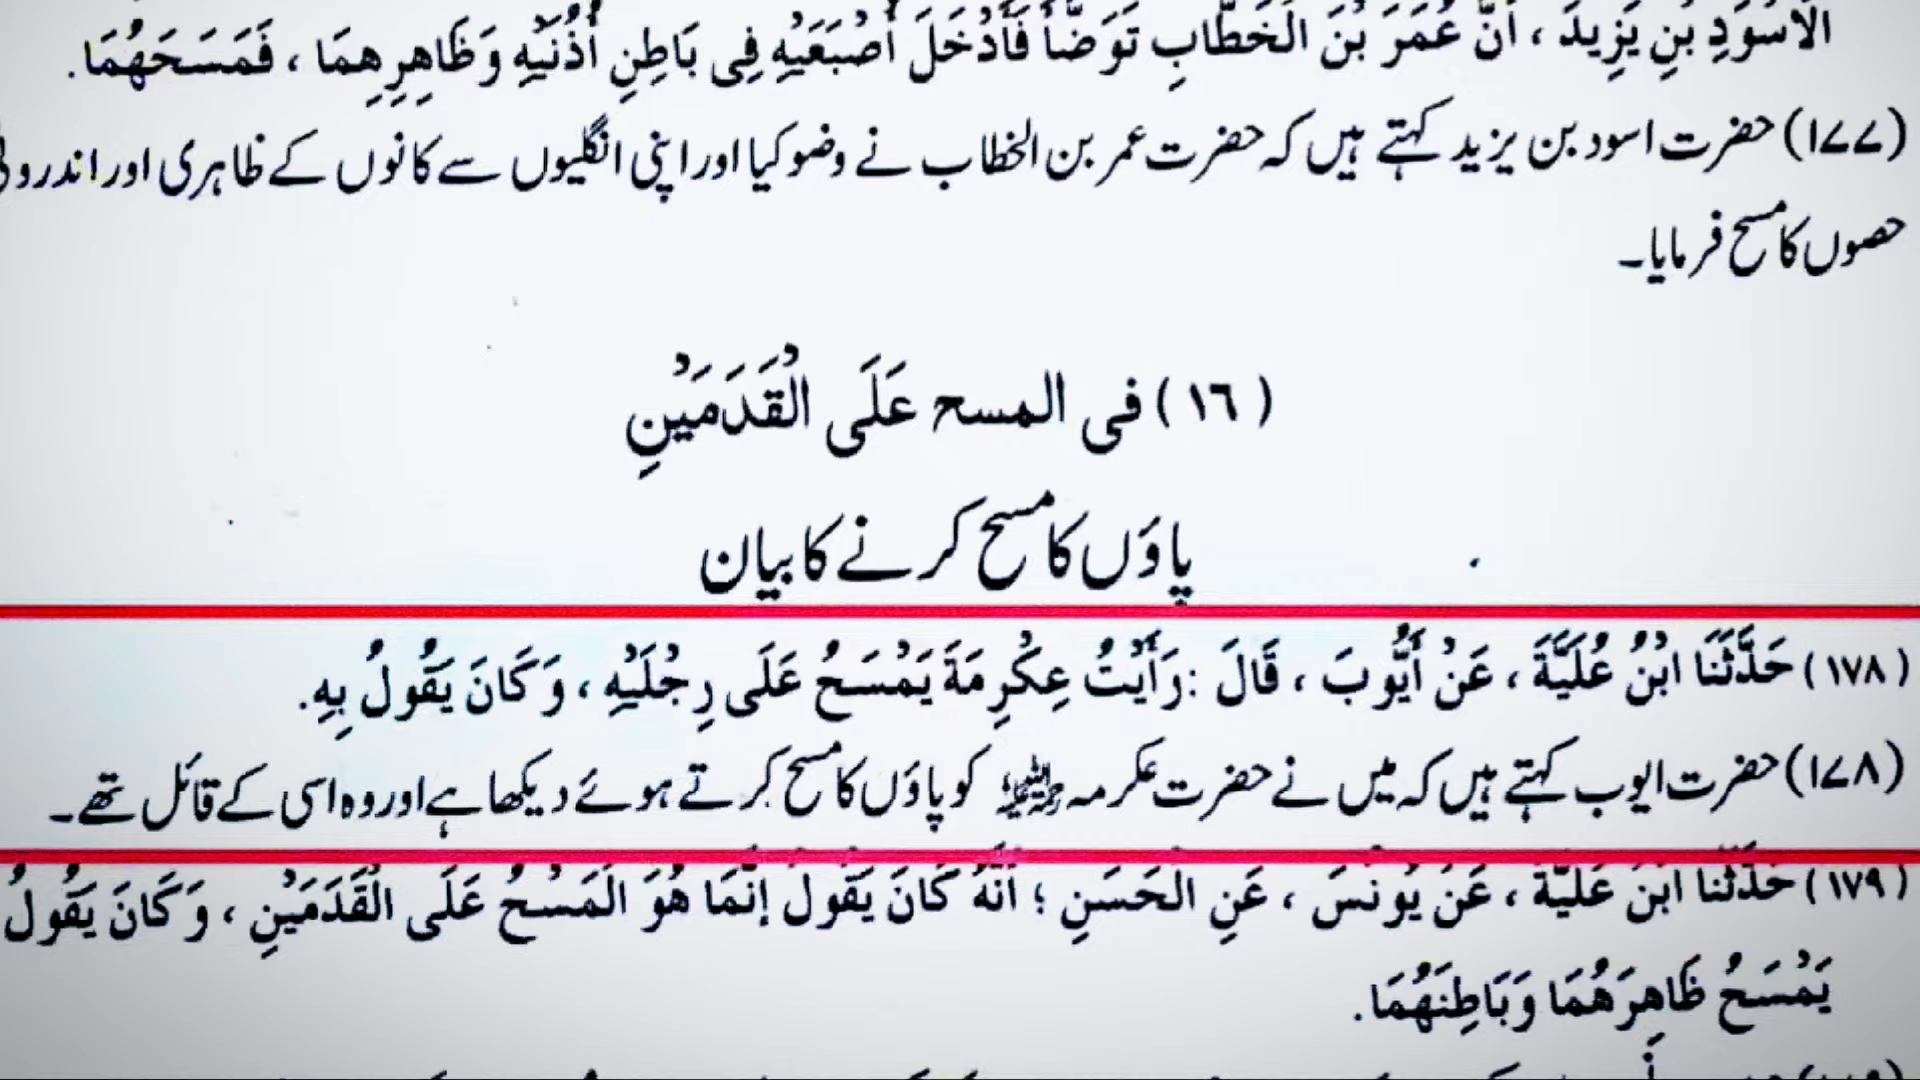 الْأَسْوَدِ بْنِ يَزِيدَ ، أَنَّ عُمَرَ بْنَ الْخَطَّابِ تَوَضَّأَ فَأَدْخَلَ أُصْبَعَيْهِ فِي بَاطِنِ أُذُنَيْهِ وَظَاهِرِهِمَا ، فَمَسَحَهُمَا.
(۱۷۷) حضرت اسود بن یزید کہتے ہیں کہ حضرت عمر بن الخطاب نے وضو کیا اور اپنی انگلیوں سے کانوں کے ظاہری اور اندرونی
حصوں کا مسح فرمایا۔
(١٦) فى المسح عَلَى الْقَدَمَيْنِ
پاؤں کا مسح کرنے کا بیان
(۱۷۸) حَدَّثَنَا ابْنُ عُلَيَّةَ ، عَنْ أَيُّوبَ ، قَالَ : رَأَيْتُ عِكْرِمَةَ يَمْسَحُ عَلَى رِجْلَيْهِ ، وَكَانَ يَقُولُ بِهِ.
(۱۷۸) حضرت ایوب کہتے ہیں کہ میں نے حضرت عکرمہ کو پاؤں کا مسح کرتے ہوئے دیکھا ہے اور وہ اسی کے قائل تھے۔
(۱۷۹) حَدَّثَنَا ابْنُ عُلَيَّةَ ، عَنْ يُونُسَ ، عَنِ الْحَسَنِ ؛ أَنَّهُ كَانَ يَقُولُ إنَّمَا هُوَ الْمَسْحُ عَلَى الْقَدَمَيْنِ ، وَكَانَ يَقُولُ
يَمْسَحُ ظَاهِرَهُمَا وَبَاطِنَهُمَا.